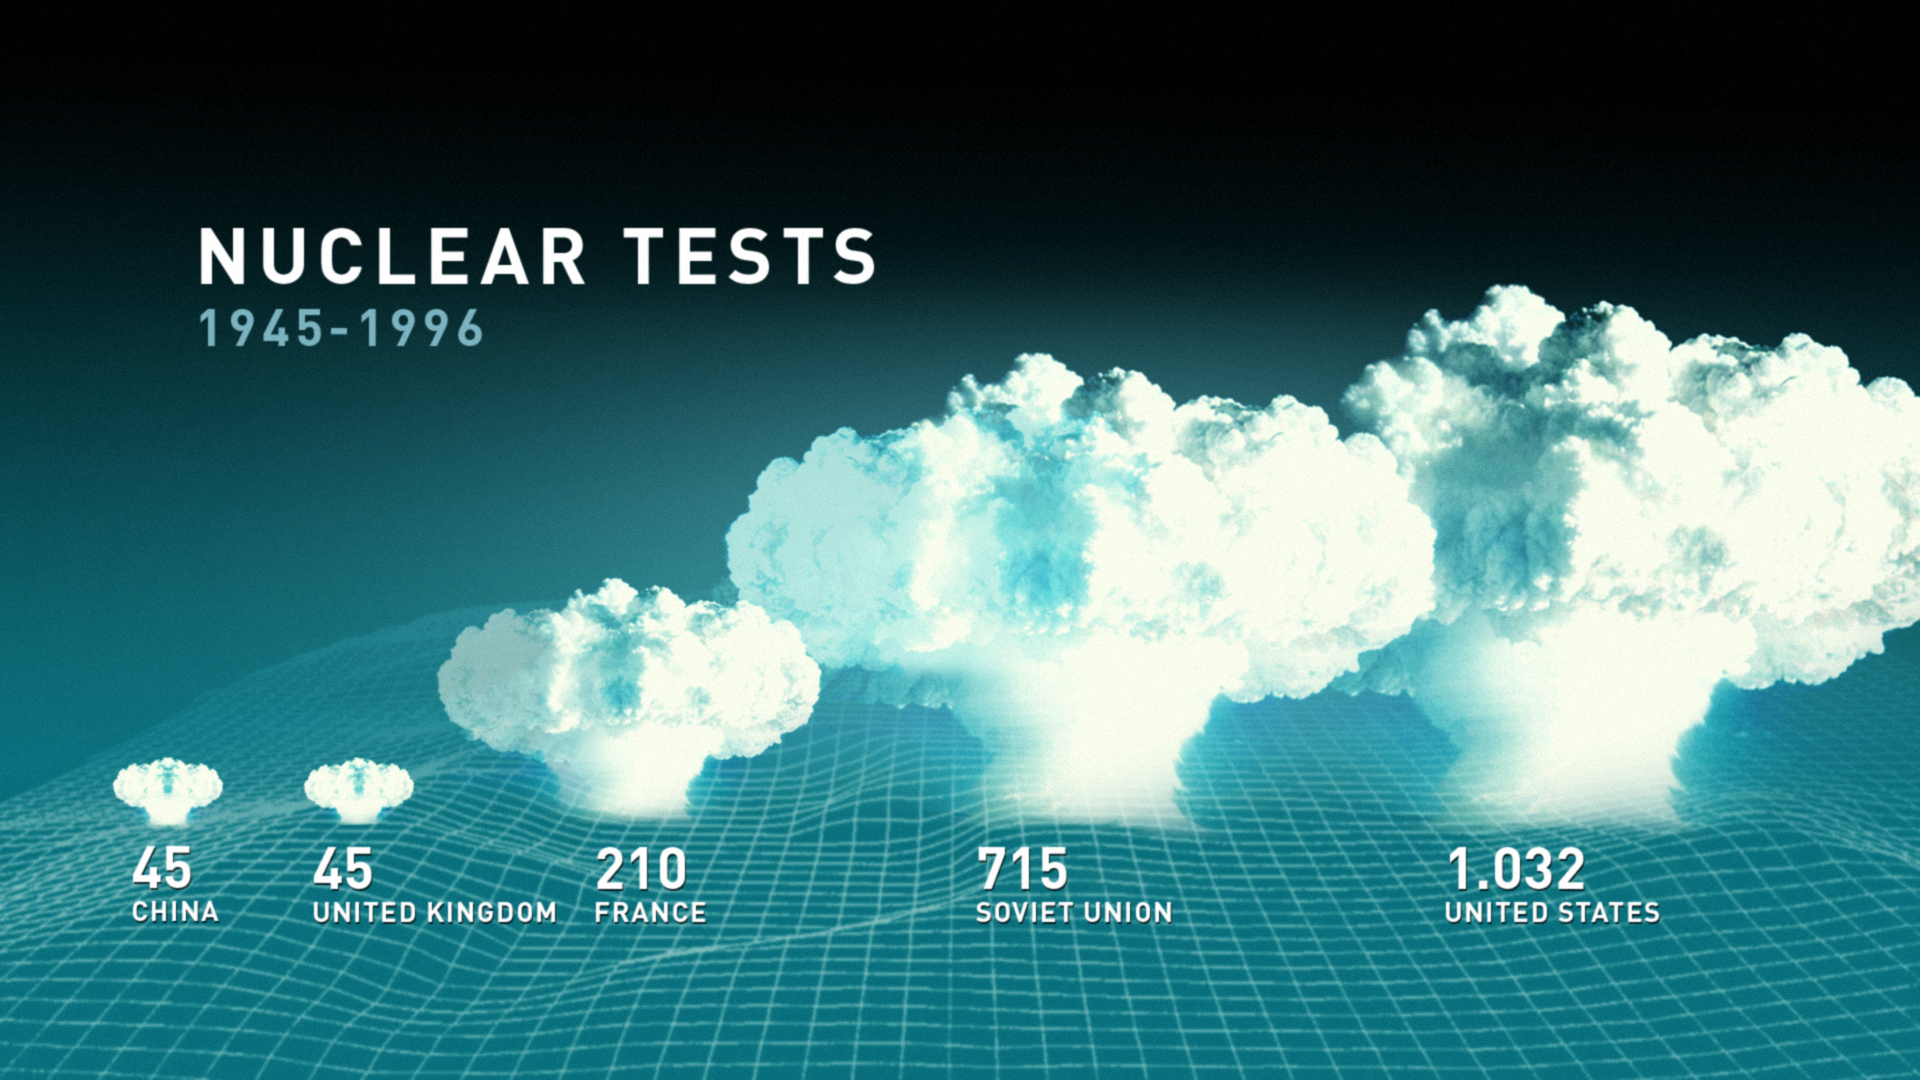 NUCLEAR TESTS
1945-1996
45
CHINA
45
UNITED KINGDOM
210
FRANCE
715
SOVIET UNION
1.032
UNITED STATES